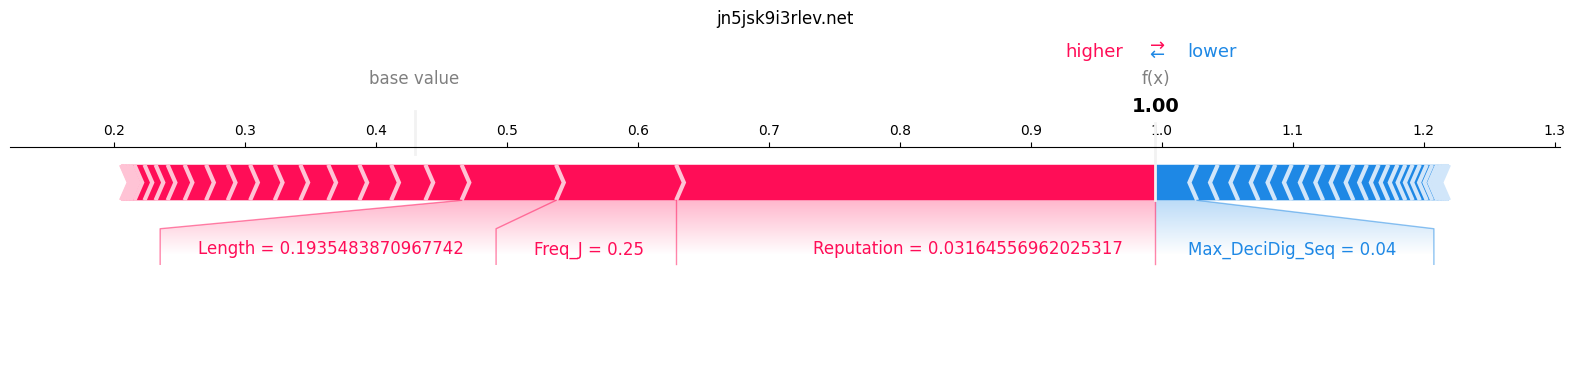 jn5jsk9i3rlev.net
higher ⇄ lower
base value f(x)
1.00
0.2 0.3 0.4 0.5 0.6 0.7 0.8 0.9 1.0 1.1 1.2 1.3
Length = 0.1935483870967742 Freq_J = 0.25 Reputation = 0.03164556962025317 Max_DeciDig_Seq = 0.04